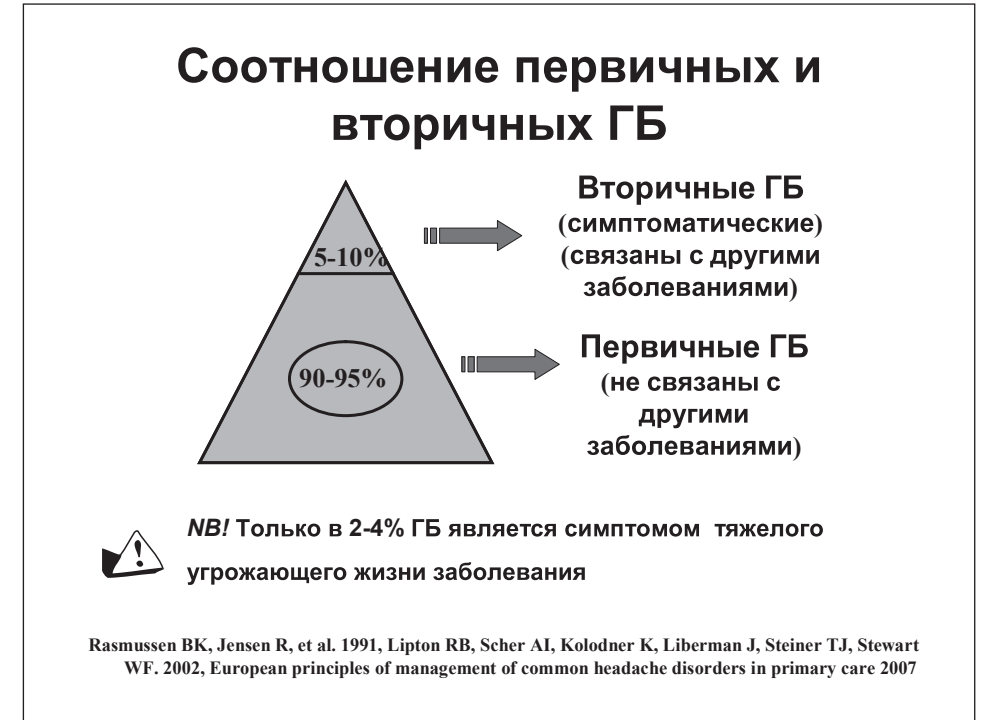 Соотношение первичных и
вторичных ГБ
5-10%
Вторичные ГБ
(симптоматические)
(связаны с другими
заболеваниями)
90-95%
Первичные ГБ
(не связаны с
другими
заболеваниями)
!
NB! Только в 2-4% ГБ является симптомом тяжелого
угрожающего жизни заболевания
Rasmussen BK, Jensen R, et al. 1991, Lipton RB, Scher AI, Kolodner K, Liberman J, Steiner TJ, Stewart
WF. 2002, European principles of management of common headache disorders in primary care 2007